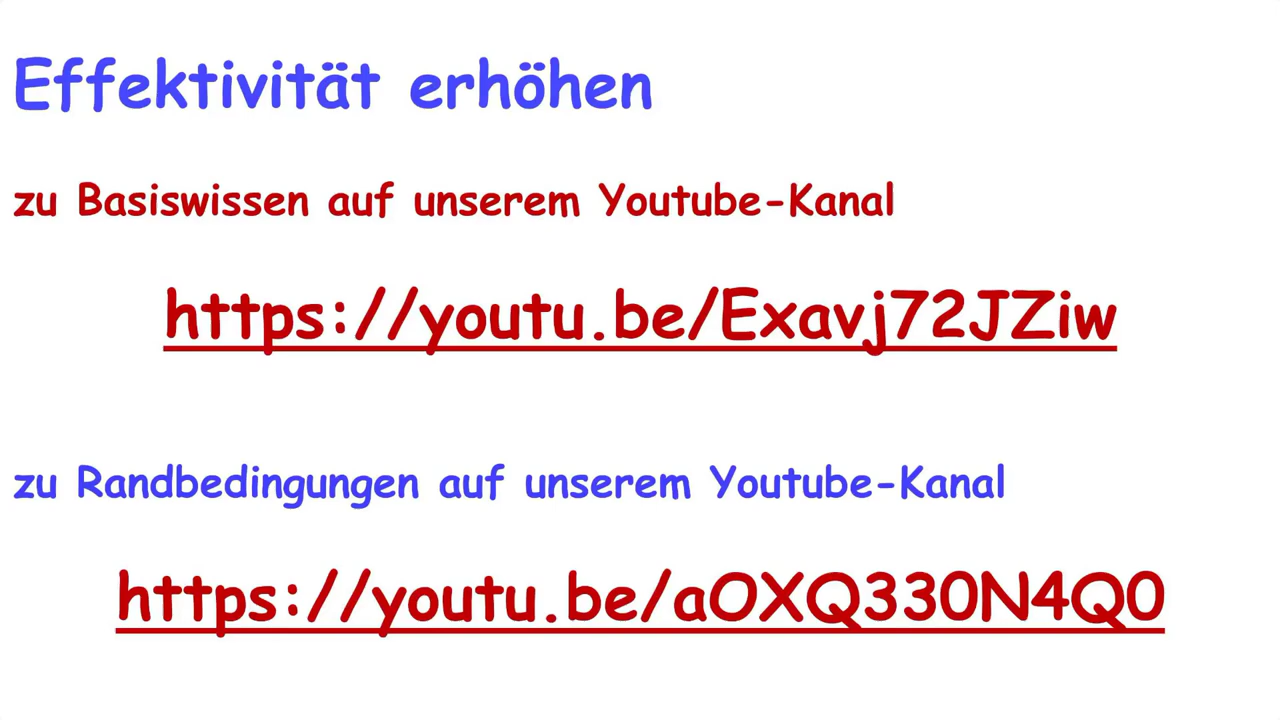 Effektivität erhöhen
zu Basiswissen auf unserem Youtube-Kanal
https://youtu.be/Exavj72JZiw
zu Randbedingungen auf unserem Youtube-Kanal
https://youtu.be/aOXQ330N4Q0